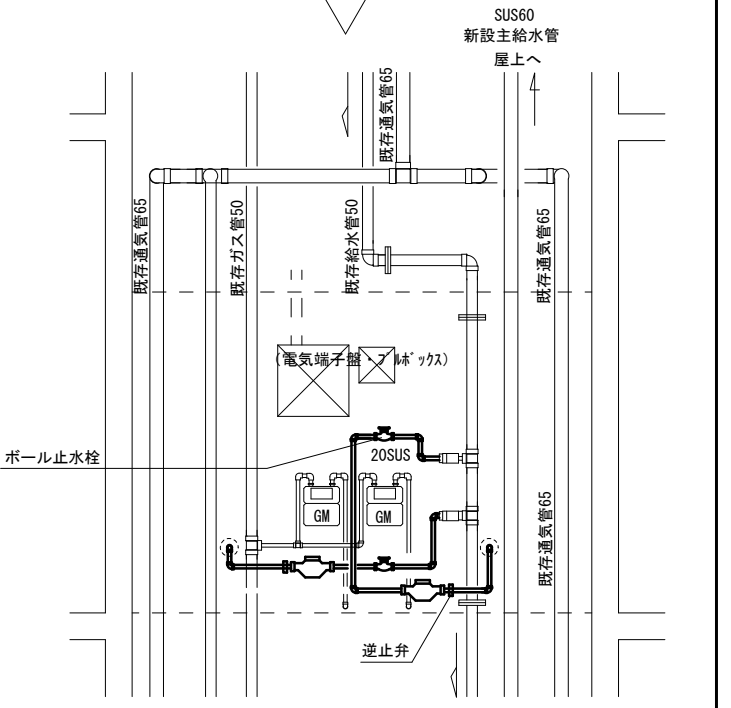 SUS60
新設主給水管
屋上へ
既存通気管65
既存通気管65
既存ガス管50
既存給水管50
既存通気管65
(電気端子盤・プルボックス)
ボール止水栓
20SUS
GM
GM
既存通気管65
逆止弁